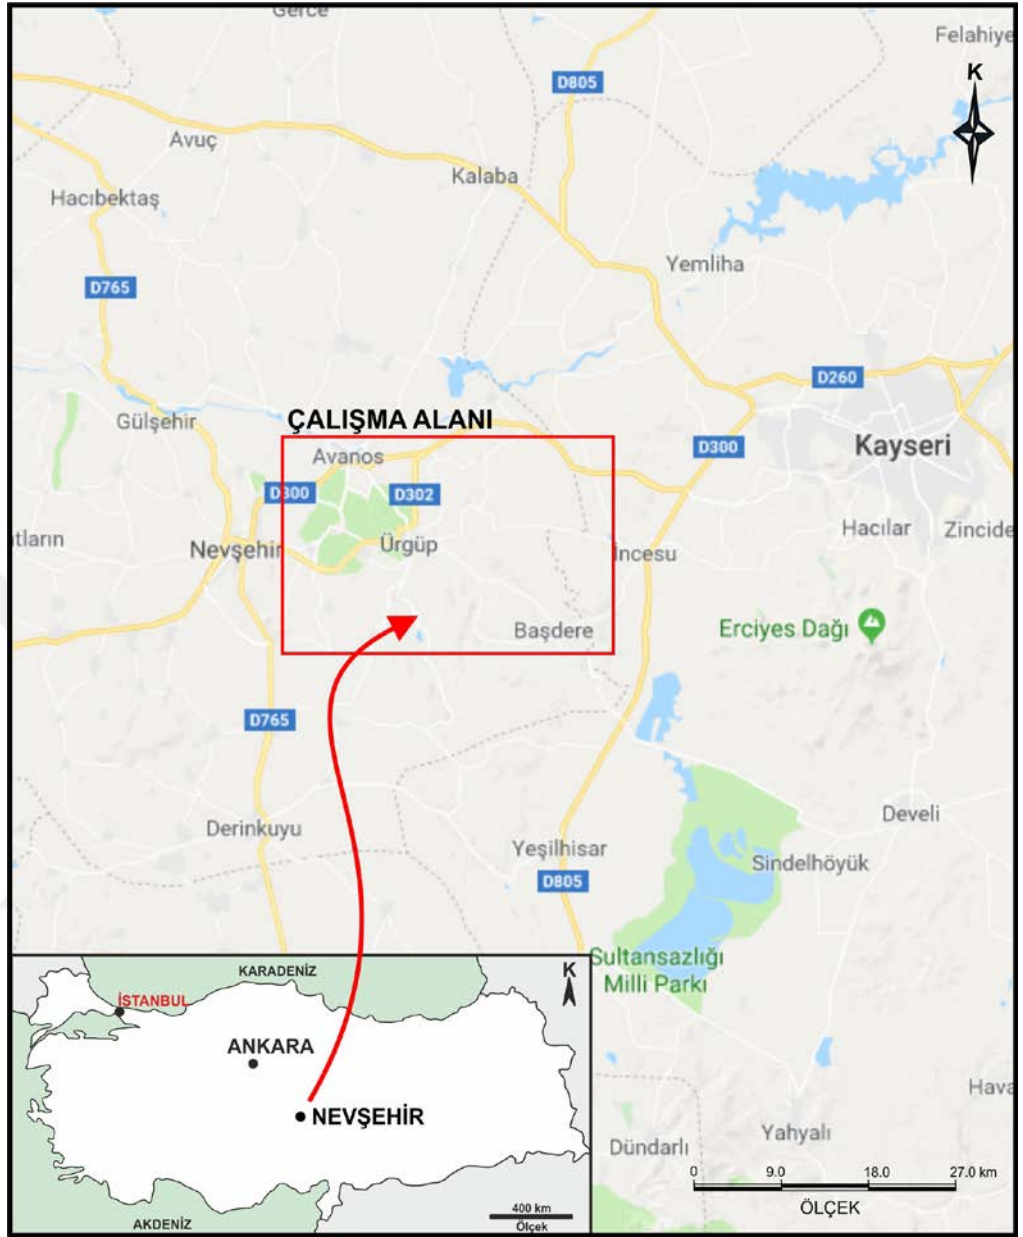 Gerce
Felahiye
D805
K
Avuç
Kalaba
Hacıbektaş
Yemliha
D765
D260
Gülşehir
ÇALIŞMA ALANI
Kayseri
D300
Avanos
D300
D302
Hacılar
Zincide
tların
Nevşehir
Ürgüp
İncesu
Başdere
Erciyes Dağı
D765
Develi
Derinkuyu
Yeşilhisar
Sindelhöyük
D805
Sultansazlığı
Milli Parkı
KARADENİZ
K
İSTANBUL
ANKARA
NEVŞEHİR
Hava
Yahyalı
Dündarlı
0 9.0 18.0 27.0 km
ÖLÇEK
400 km
Ölçek
AKDENİZ